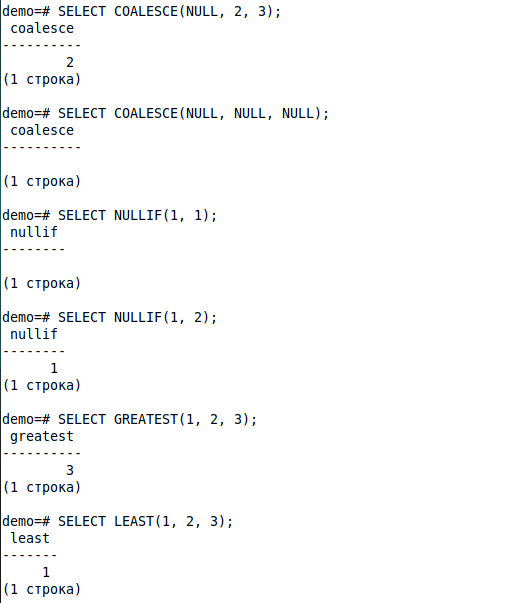 demo=# SELECT COALESCE(NULL, 2, 3);
 coalesce
----------
        2
(1 строка)

demo=# SELECT COALESCE(NULL, NULL, NULL);
 coalesce
----------

(1 строка)

demo=# SELECT NULLIF(1, 1);
 nullif
--------

(1 строка)

demo=# SELECT NULLIF(1, 2);
 nullif
--------
      1
(1 строка)

demo=# SELECT GREATEST(1, 2, 3);
 greatest
----------
        3
(1 строка)

demo=# SELECT LEAST(1, 2, 3);
 least
-------
     1
(1 строка)